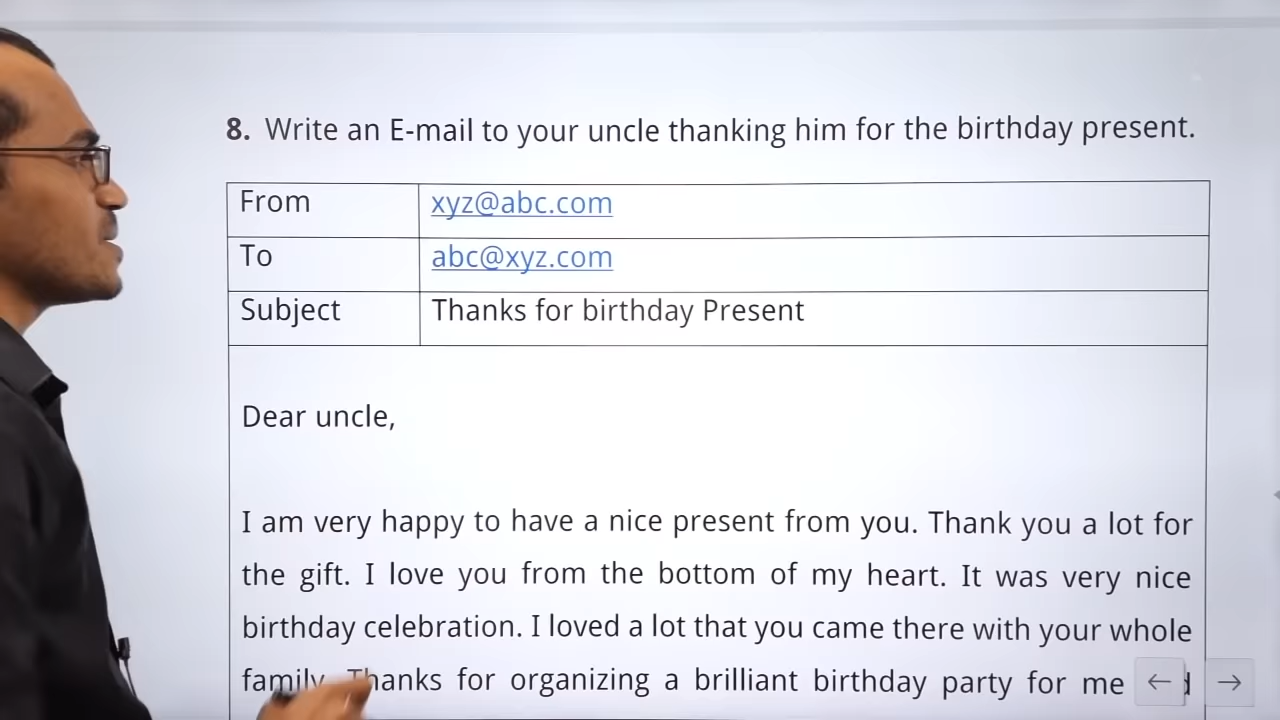 8. Write an E-mail to your uncle thanking him for the birthday present.
From xyz@abc.com
To abc@xyz.com
Subject Thanks for birthday Present
Dear uncle,
I am very happy to have a nice present from you. Thank you a lot for
the gift. I love you from the bottom of my heart. It was very nice
birthday celebration. I loved a lot that you came there with your whole
family. Thanks for organizing a brilliant birthday party for me